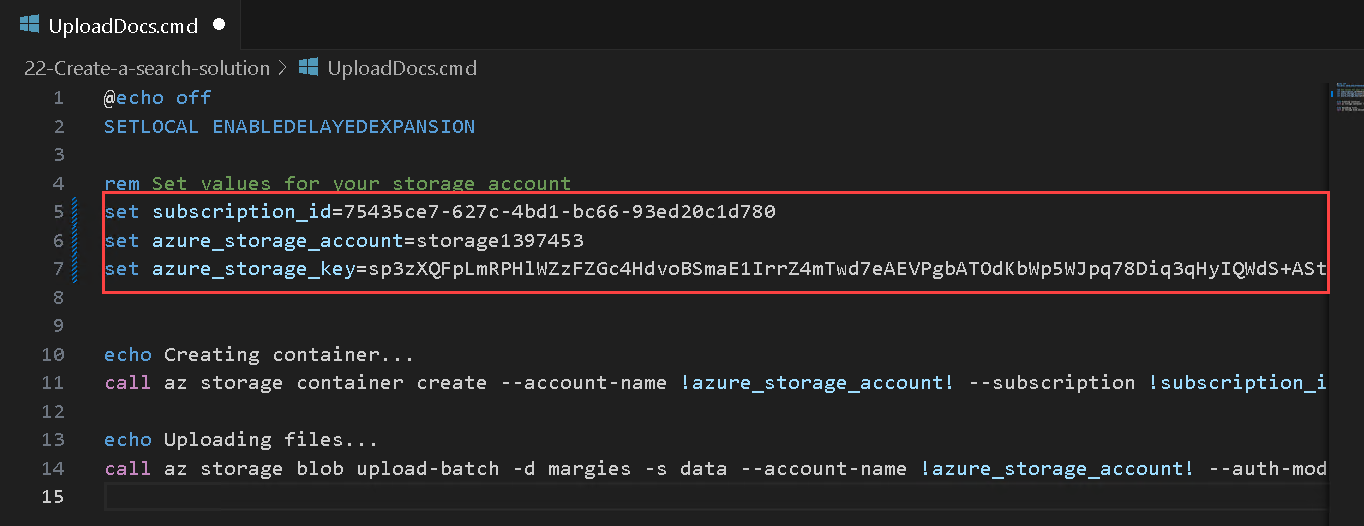 UploadDocs.cmd
22-Create-a-search-solution > UploadDocs.cmd
1 @echo off
2 SETLOCAL ENABLEDELAYEDEXPANSION
3
4 rem Set values for your storage account
5 set subscription_id=75435ce7-627c-4bd1-bc66-93ed20c1d780
6 set azure_storage_account=storage1397453
7 set azure_storage_key=sp3zXQFpLmRPHlWZzFZGc4HdvoBSmaE1IrrZ4mTwd7eAEVPgbATOdKbWp5WJpq78Diq3qHyIQWdS+ASt
8
9
10 echo Creating container...
11 call az storage container create --account-name !azure_storage_account! --subscription !subscription_i
12
13 echo Uploading files...
14 call az storage blob upload-batch -d margies -s data --account-name !azure_storage_account! --auth-mod
15